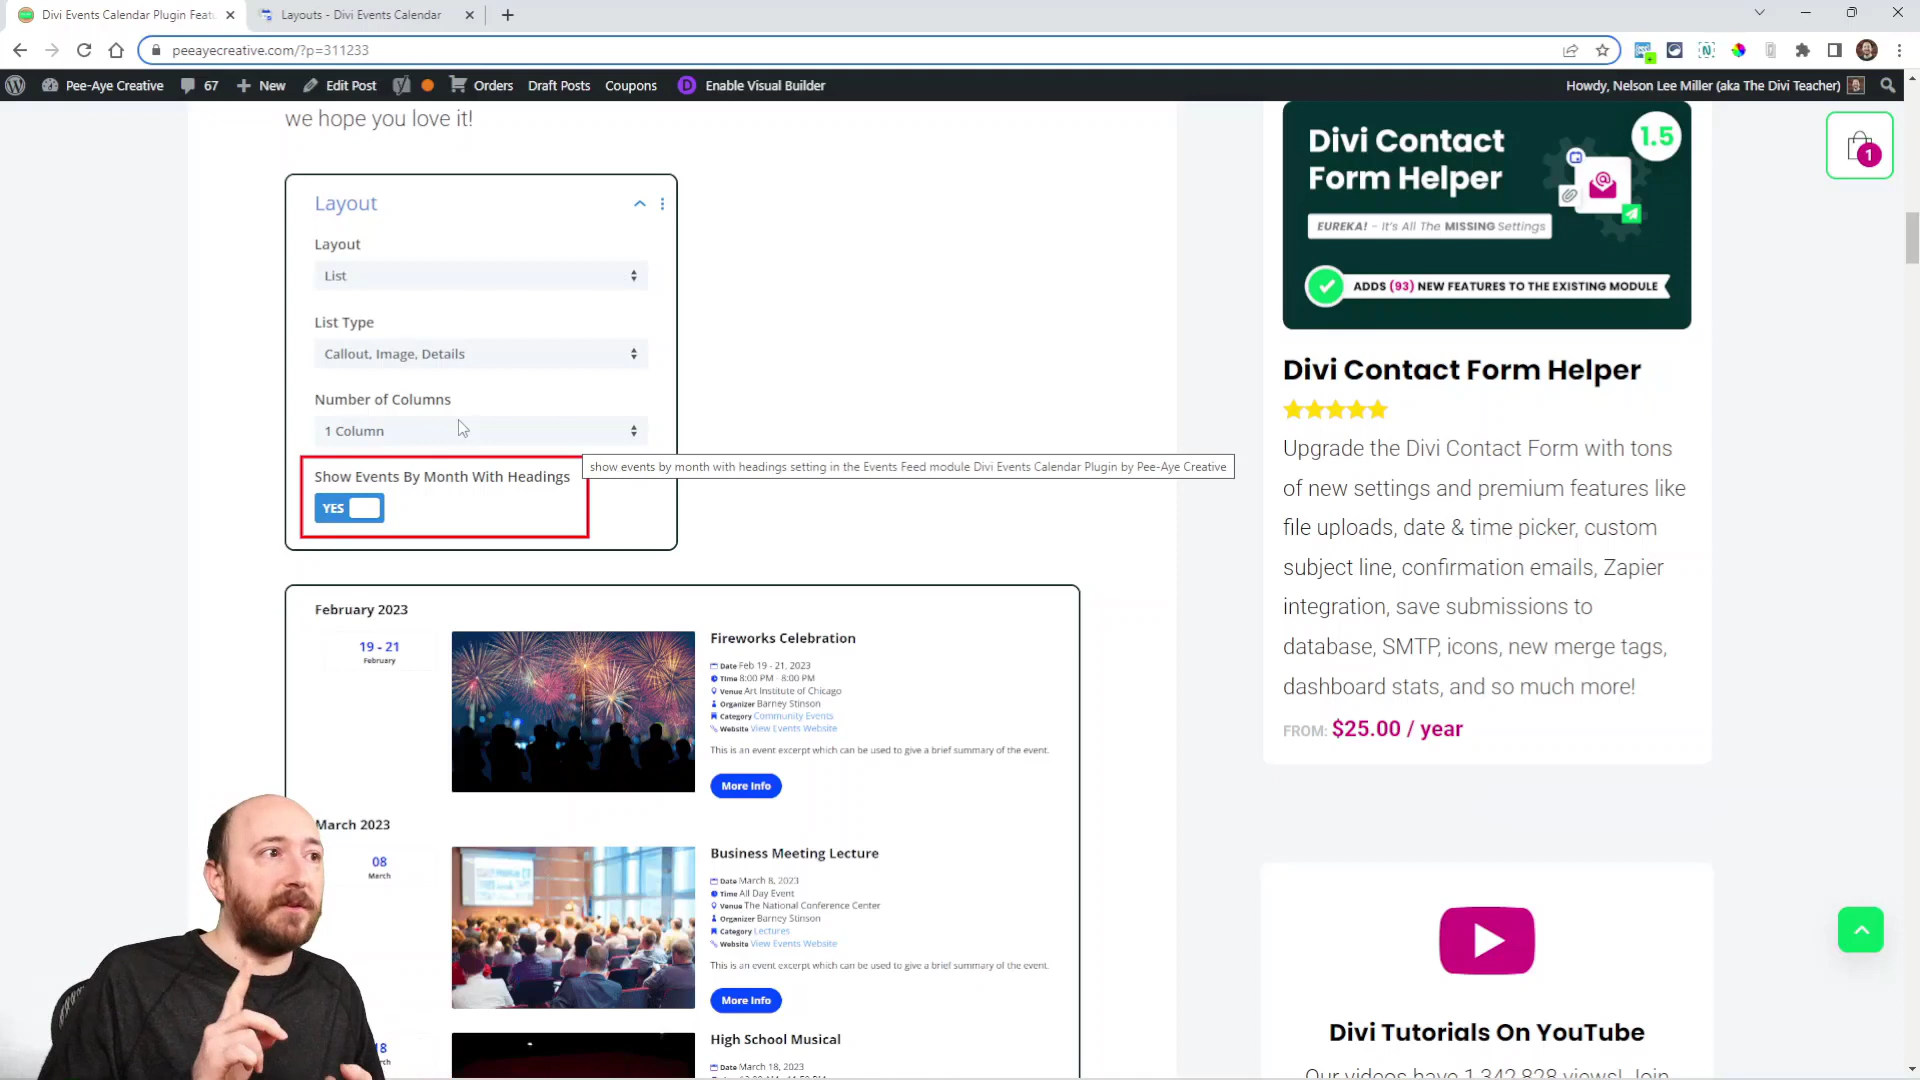 Divi Events Calendar Plugin Featu
Layouts - Divi Events Calendar
peeayecreative.com/?p=311233
Pee-Aye Creative
67
New
Edit Post
Orders
Draft Posts
Coupons
Enable Visual Builder
Howdy, Nelson Lee Miller (aka The Divi Teacher)
we hope you love it!
Layout
Layout
List
List Type
Callout, Image, Details
Number of Columns
1 Column
Show Events By Month With Headings
YES
show events by month with headings setting in the Events Feed module Divi Events Calendar Plugin by Pee-Aye Creative
February 2023
19 - 21
February
Fireworks Celebration
Date Feb 19 - 21, 2023
Time 8:00 PM - 8:00 PM
Venue Art Institute of Chicago
Organizer Barney Stinson
Category Community Events
Website View Events Website
This is an event excerpt which can be used to give a brief summary of the event.
More Info
March 2023
08
March
Business Meeting Lecture
Date March 8, 2023
Time All Day Event
Venue The National Conference Center
Organizer Barney Stinson
Category Lectures
Website View Events Website
This is an event excerpt which can be used to give a brief summary of the event.
More Info
High School Musical
Date March 18, 2023
Divi Contact
Form Helper
1.5
EUREKA! - It's All The MISSING Settings
ADDS (93) NEW FEATURES TO THE EXISTING MODULE
1
Divi Contact Form Helper
Upgrade the Divi Contact Form with tons
of new settings and premium features like
file uploads, date & time picker, custom
subject line, confirmation emails, Zapier
integration, save submissions to
database, SMTP, icons, new merge tags,
dashboard stats, and so much more!
FROM: $25.00 / year
Divi Tutorials On YouTube
Our videos have 1,342,828 views! Join